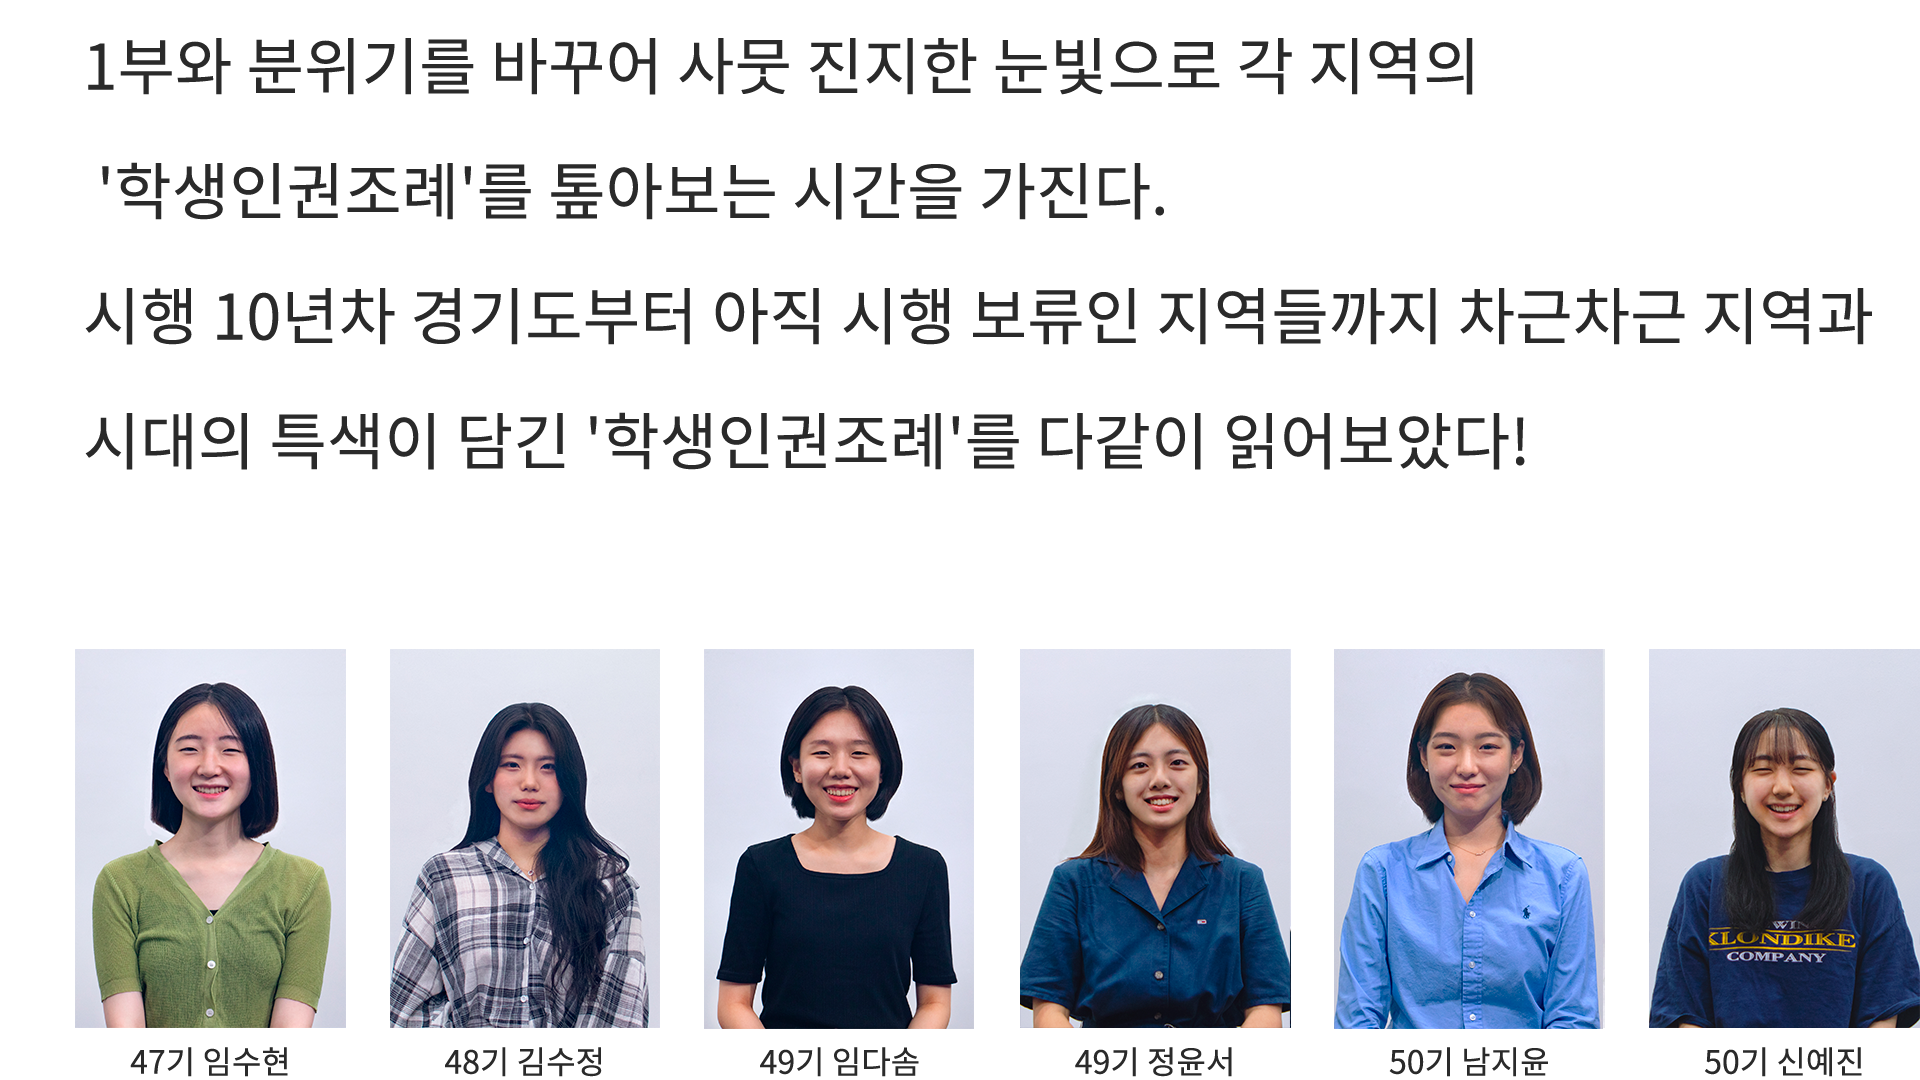 1부와 분위기를 바꾸어 사뭇 진지한 눈빛으로 각 지역의
'학생인권조례'를 톺아보는 시간을 가진다.
시행 10년차 경기도부터 아직 시행 보류인 지역들까지 차근차근 지역과
시대의 특색이 담긴 '학생인권조례'를 다같이 읽어보았다!
WIN
KLONDIKE
COMPANY
47기 임수현
48기 김수정
49기 임다솜
49기 정윤서
50기 남지윤
50기 신예진